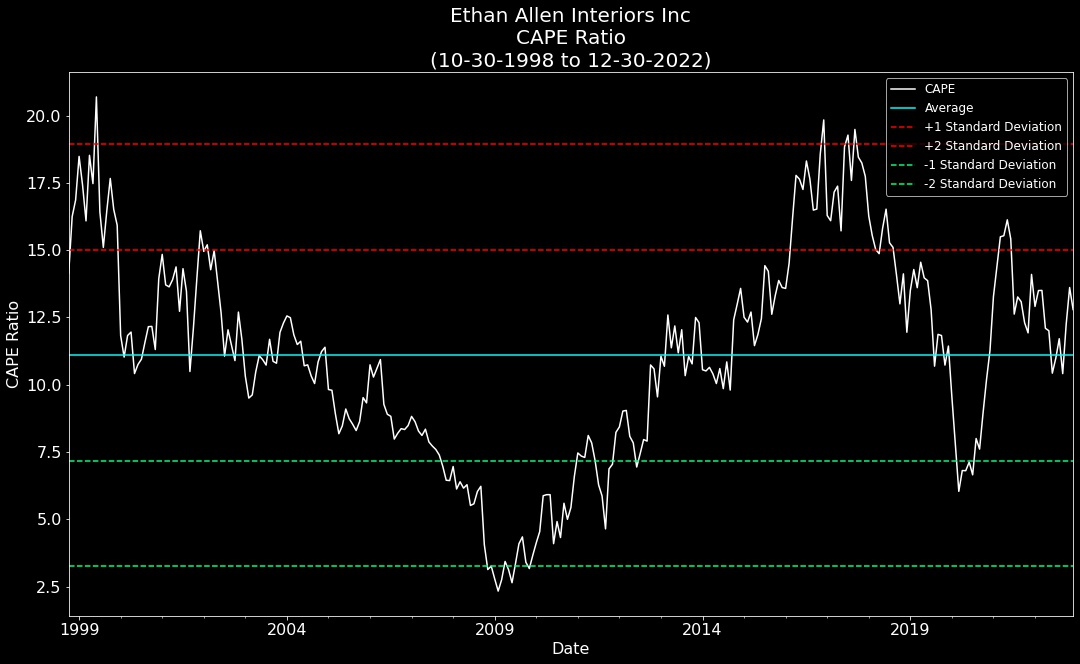 Ethan Allen Interiors Inc
CAPE Ratio
(10-30-1998 to 12-30-2022)
CAPE
Average
+1 Standard Deviation
+2 Standard Deviation
-1 Standard Deviation
-2 Standard Deviation
CAPE Ratio
20.0
17.5
15.0
12.5
10.0
7.5
5.0
2.5
1999
2004
2009
2014
2019
Date